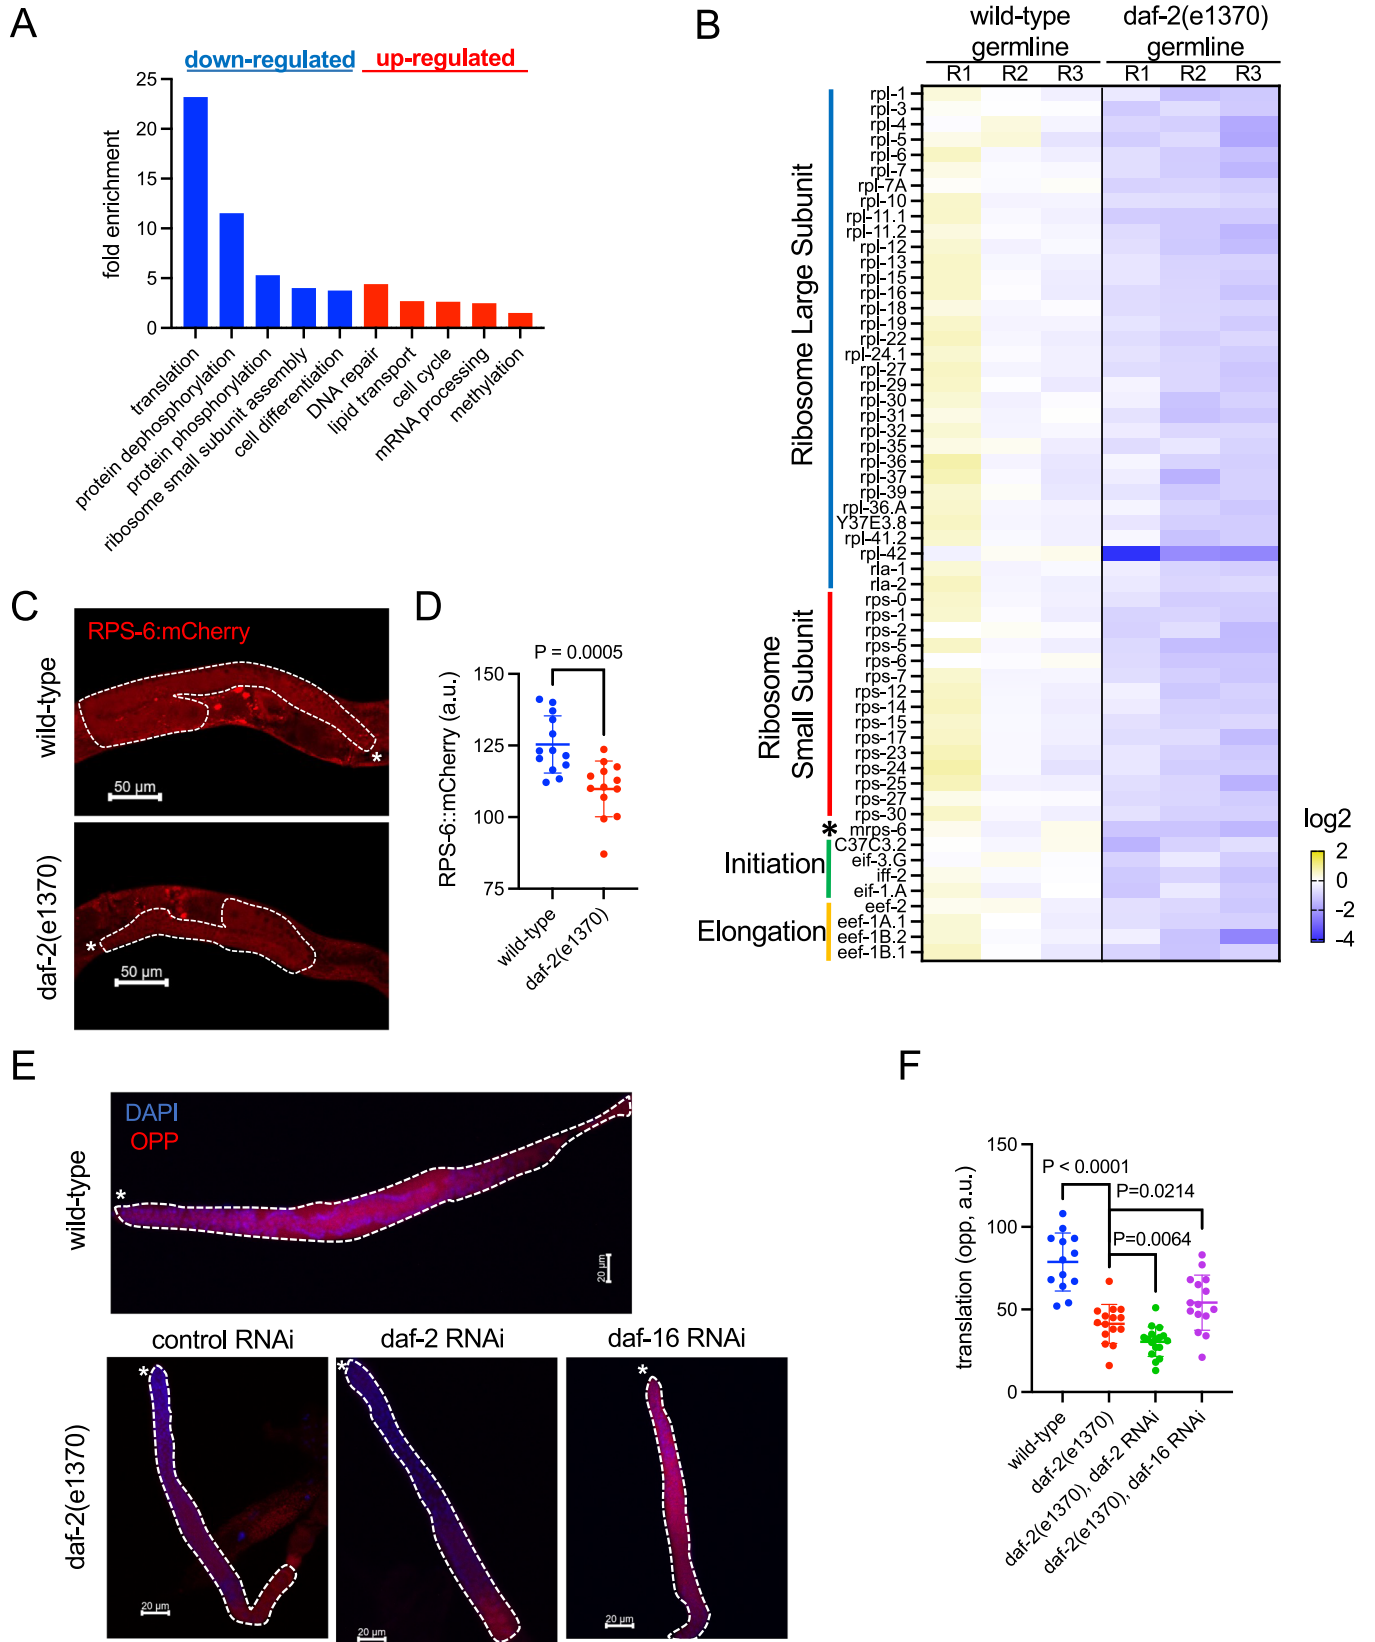 A
down-regulated up-regulated
25
20
15
10
5
0
fold enrichment
translation
protein dephosphorylation
protein phosphorylation
ribosome small subunit assembly
cell differentiation
DNA repair
lipid transport
cell cycle
mRNA processing
methylation
B
wild-type daf-2(e1370)
germline germline
R1 R2 R3 R1 R2 R3
rpl-1
rpl-3
rpl-4
rpl-5
rpl-6
rpl-7
rpl-7A
rpl-10
rpl-11.1
rpl-11.2
rpl-12
rpl-13
rpl-15
rpl-16
rpl-18
rpl-19
rpl-22
rpl-24.1
rpl-27
rpl-29
rpl-30
rpl-31
rpl-32
rpl-35
rpl-36
rpl-37
rpl-39
rpl-36.A
Y37E3.8
rpl-41.2
rpl-42
rla-1
rla-2
rps-0
rps-1
rps-2
rps-5
rps-6
rps-7
rps-12
rps-14
rps-15
rps-17
rps-23
rps-24
rps-25
rps-27
rps-30
* mrps-6
C37C3.2
eif-3.G
iff-2
eif-1.A
eef-2
eef-1A.1
eef-1B.2
eef-1B.1
Ribosome Large Subunit
Ribosome
Small Subunit
Initiation
Elongation
log2
2
0
-2
-4
C
RPS-6:mCherry
wild-type
*
50 µm
daf-2(e1370)
*
50 µm
D
P = 0.0005
150
125
100
75
RPS-6::mCherry (a.u.)
wild-type
daf-2(e1370)
E
DAPI
OPP
wild-type
*
20 µm
control RNAi daf-2 RNAi daf-16 RNAi
daf-2(e1370)
* * *
20 µm 20 µm 20 µm
F
150
100
50
0
translation (opp, a.u.)
P < 0.0001
P=0.0214
P=0.0064
wild-type
daf-2(e1370)
daf-2(e1370), daf-2 RNAi
daf-2(e1370), daf-16 RNAi